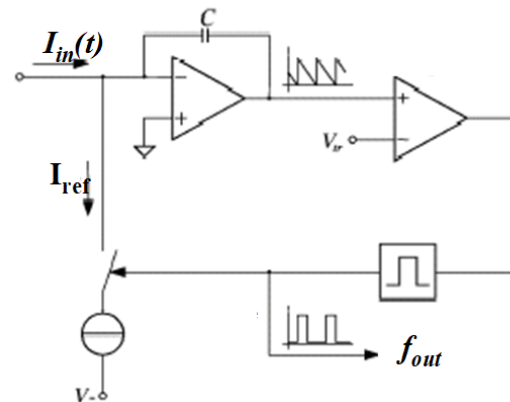 I_in(t)
C
−
+
+
−
V_tr
I_ref
f_out
V-